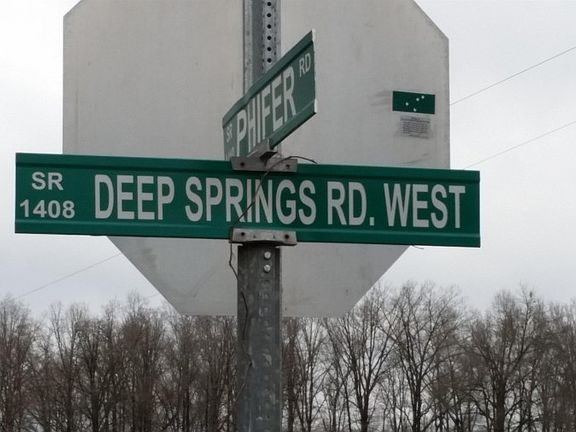 PHIFER RD
SR
SR
1408
DEEP SPRINGS RD. WEST